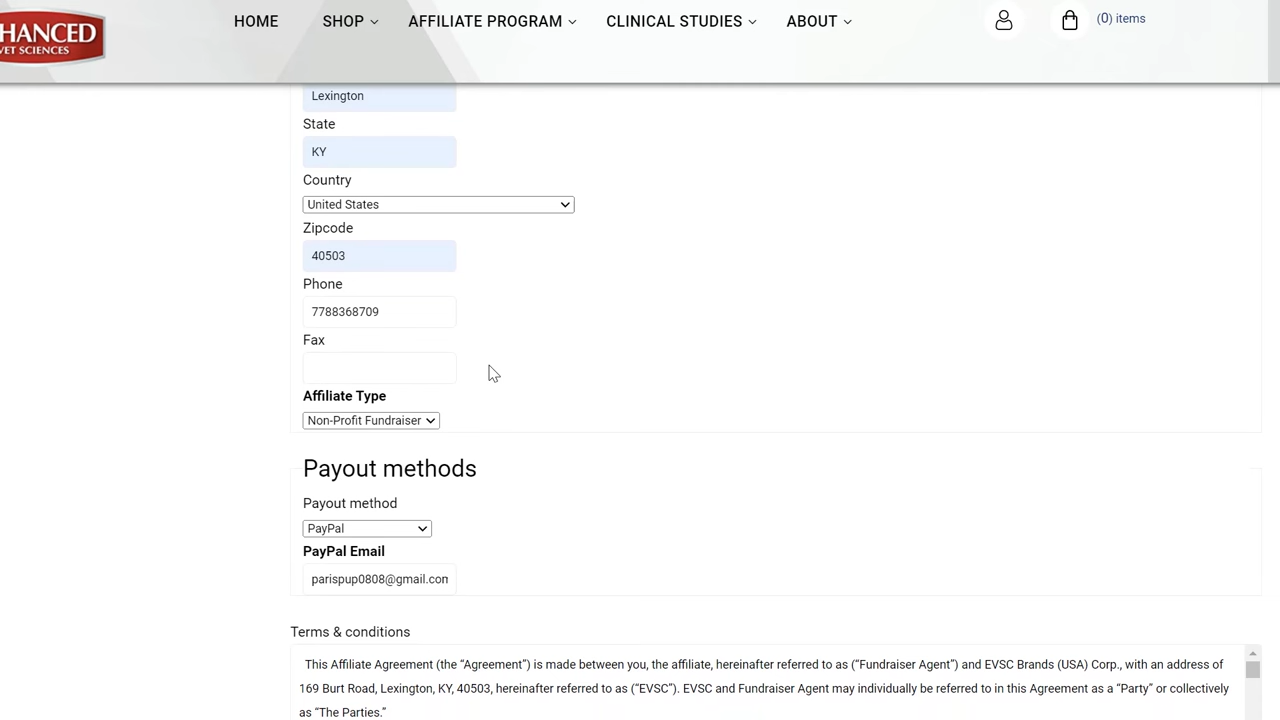 HANCED
VET SCIENCES
HOME SHOP AFFILIATE PROGRAM CLINICAL STUDIES ABOUT (0) items
Lexington
State
KY
Country
United States
Zipcode
40503
Phone
7788368709
Fax
Affiliate Type
Non-Profit Fundraiser
Payout methods
Payout method
PayPal
PayPal Email
parispup0808@gmail.con
Terms & conditions
This Affiliate Agreement (the “Agreement”) is made between you, the affiliate, hereinafter referred to as (“Fundraiser Agent”) and EVSC Brands (USA) Corp., with an address of
169 Burt Road, Lexington, KY, 40503, hereinafter referred to as (“EVSC”). EVSC and Fundraiser Agent may individually be referred to in this Agreement as a “Party” or collectively
as “The Parties.”